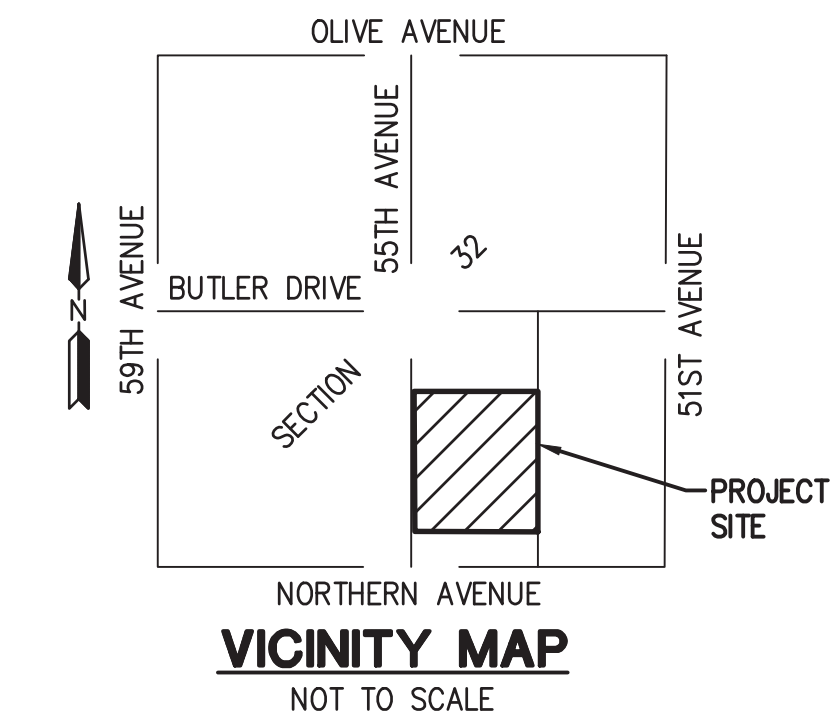 OLIVE AVENUE
55TH AVENUE
32
59TH AVENUE
N
BUTLER DRIVE
51ST AVENUE
SECTION
PROJECT
SITE
NORTHERN AVENUE
VICINITY MAP
NOT TO SCALE